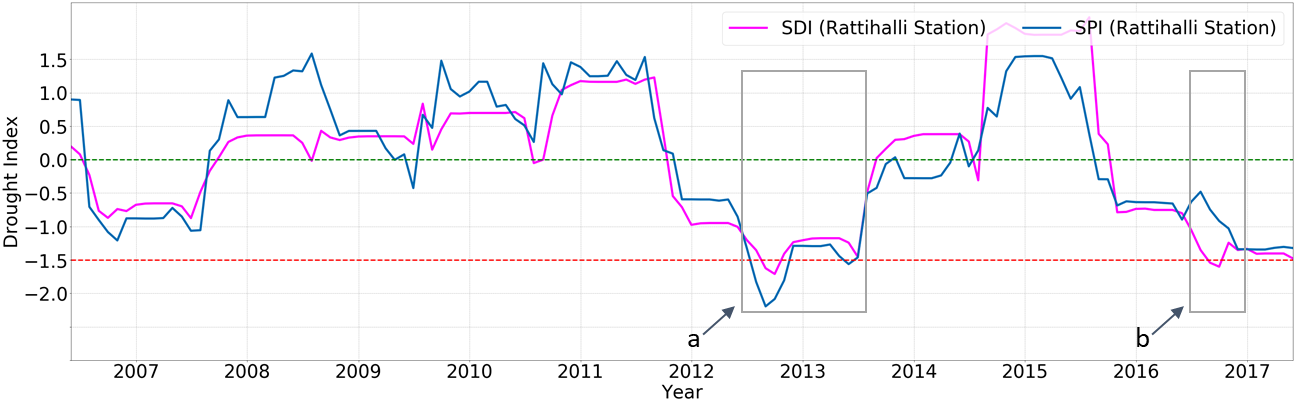 SDI (Rattihalli Station) SPI (Rattihalli Station)
1.5
1.0
0.5
0.0
−0.5
−1.0
−1.5
−2.0
Drought Index
a
b
2007 2008 2009 2010 2011 2012 2013 2014 2015 2016 2017
Year